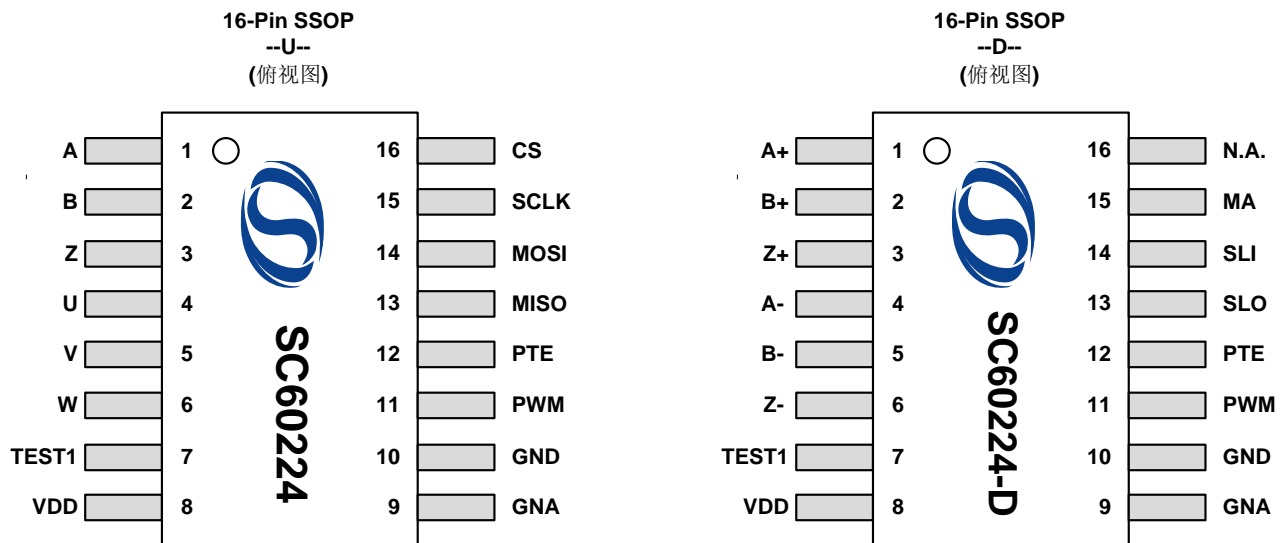 16-Pin SSOP
--U--
(俯视图)
A 1 16 CS
B 2 15 SCLK
Z 3 14 MOSI
U 4 13 MISO
V 5 12 PTE
W 6 11 PWM
TEST1 7 10 GND
VDD 8 9 GNA
SC60224
16-Pin SSOP
--D--
(俯视图)
A+ 1 16 N.A.
B+ 2 15 MA
Z+ 3 14 SLI
A- 4 13 SLO
B- 5 12 PTE
Z- 6 11 PWM
TEST1 7 10 GND
VDD 8 9 GNA
SC60224-D